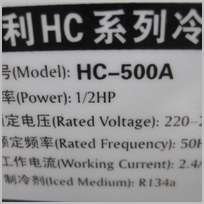 利HC系列冷
号(Model): HC-500A
率(Power): 1/2HP
定电压(Rated Voltage): 220-
额定频率(Rated Frequency): 50H
工作电流(Working Current): 2.4
制冷剂(Iced Medium): R134a